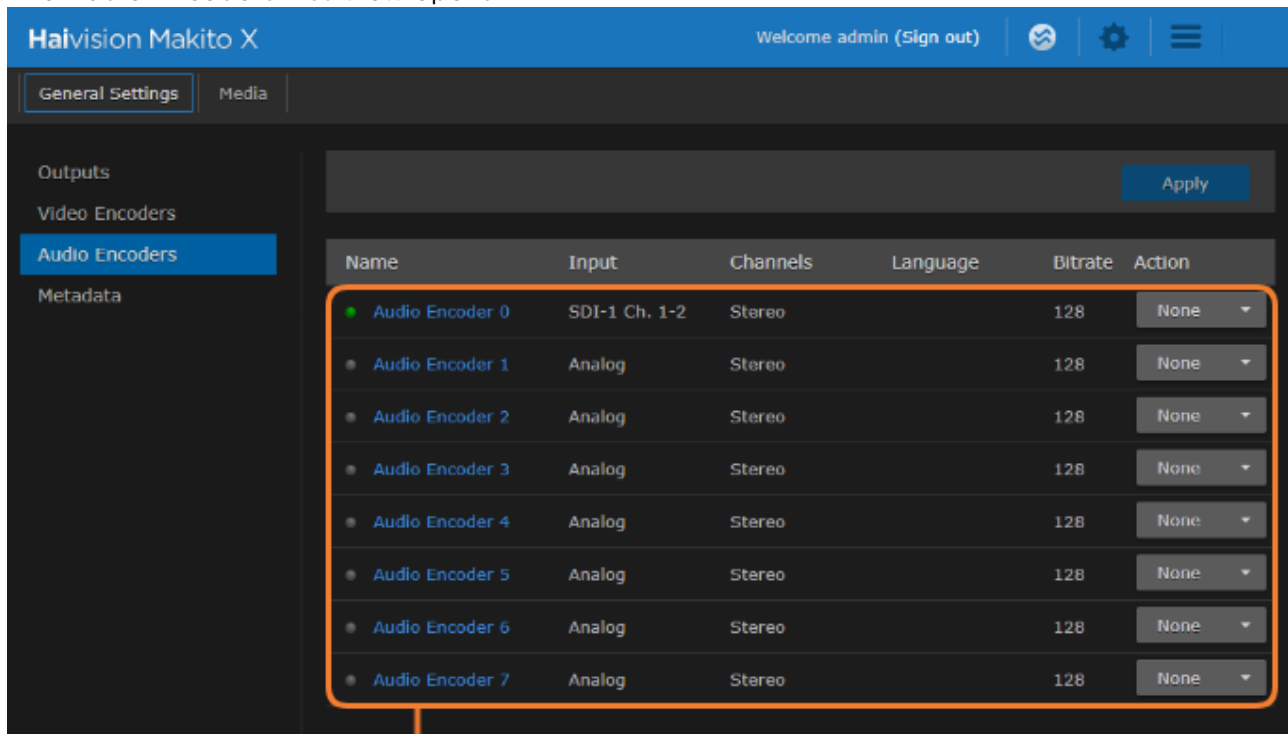 Haivision Makito X Welcome admin (Sign out)
General Settings Media
Outputs
Video Encoders
Audio Encoders
Metadata
Apply
Name Input Channels Language Bitrate Action
Audio Encoder 0 SDI-1 Ch. 1-2 Stereo 128 None
Audio Encoder 1 Analog Stereo 128 None
Audio Encoder 2 Analog Stereo 128 None
Audio Encoder 3 Analog Stereo 128 None
Audio Encoder 4 Analog Stereo 128 None
Audio Encoder 5 Analog Stereo 128 None
Audio Encoder 6 Analog Stereo 128 None
Audio Encoder 7 Analog Stereo 128 None